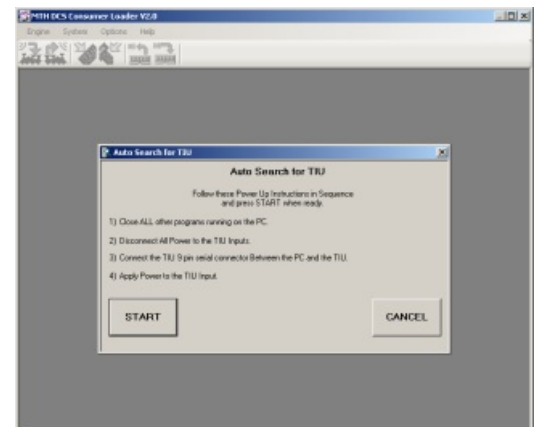 MTH DCS Consumer Loader V2.0
Engine System Options Help
Auto Search for TIU
Auto Search for TIU
Follow these Power Up Instructions in Sequence
and press START when ready.
1) Close ALL other programs running on the PC.
2) Disconnect All Power to the TIU Inputs.
3) Connect the TIU 9 pin serial connector Between the PC and the TIU.
4) Apply Power to the TIU Input.
START CANCEL